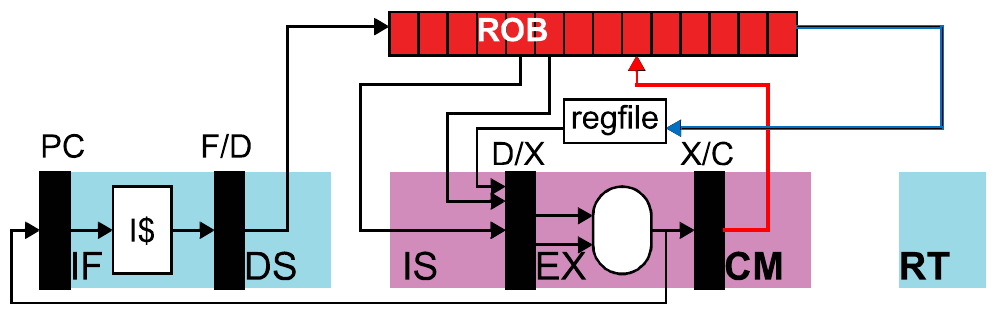 ROB
regfile
PC
F/D
D/X
X/C
I$
IF
DS
IS
EX
CM
RT